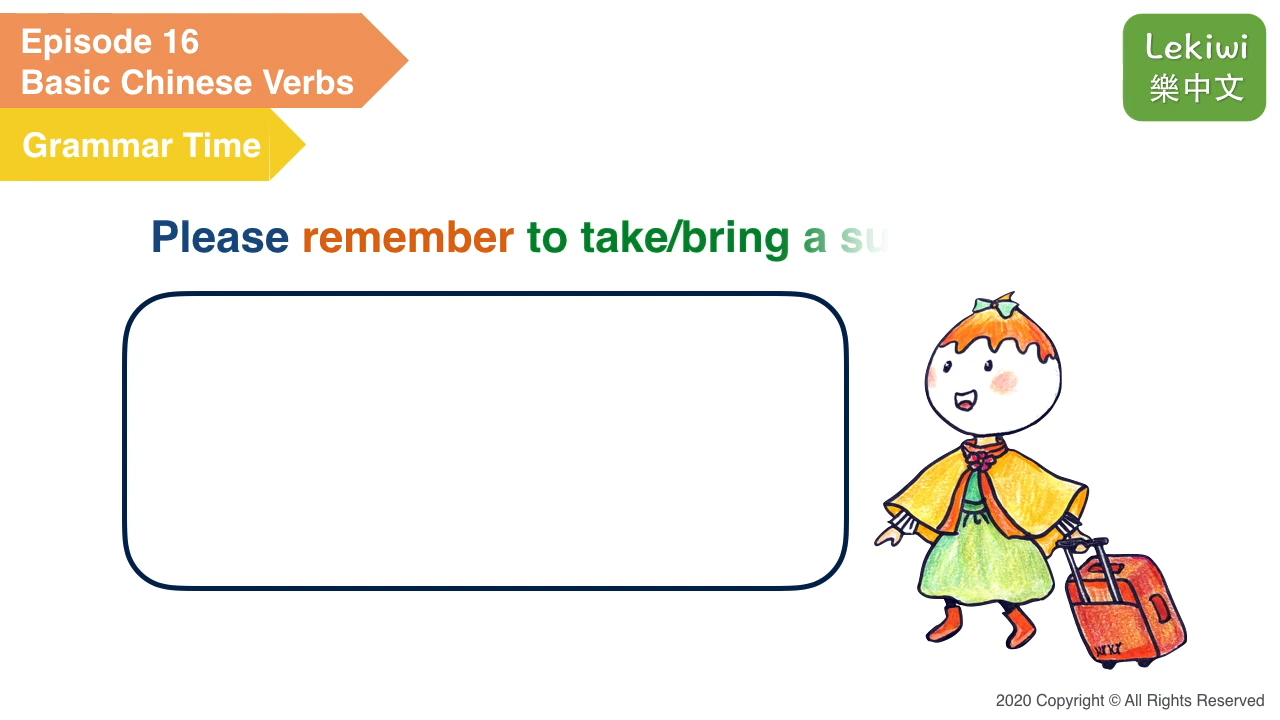 Episode 16
Basic Chinese Verbs
Grammar Time
Lekiwi
樂中文
Please remember to take/bring a
2020 Copyright © All Rights Reserved